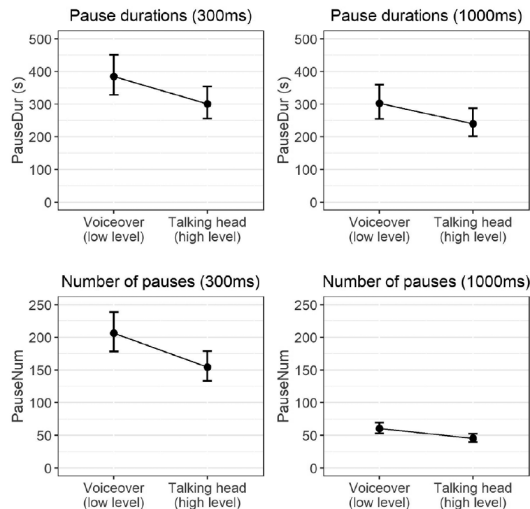 Pause durations (300ms)
PauseDur (s)
500
400
300
200
100
0
Voiceover
(low level)
Talking head
(high level)
Pause durations (1000ms)
PauseDur (s)
500
400
300
200
100
0
Voiceover
(low level)
Talking head
(high level)
Number of pauses (300ms)
PauseNum
250
200
150
100
50
0
Voiceover
(low level)
Talking head
(high level)
Number of pauses (1000ms)
PauseNum
250
200
150
100
50
0
Voiceover
(low level)
Talking head
(high level)